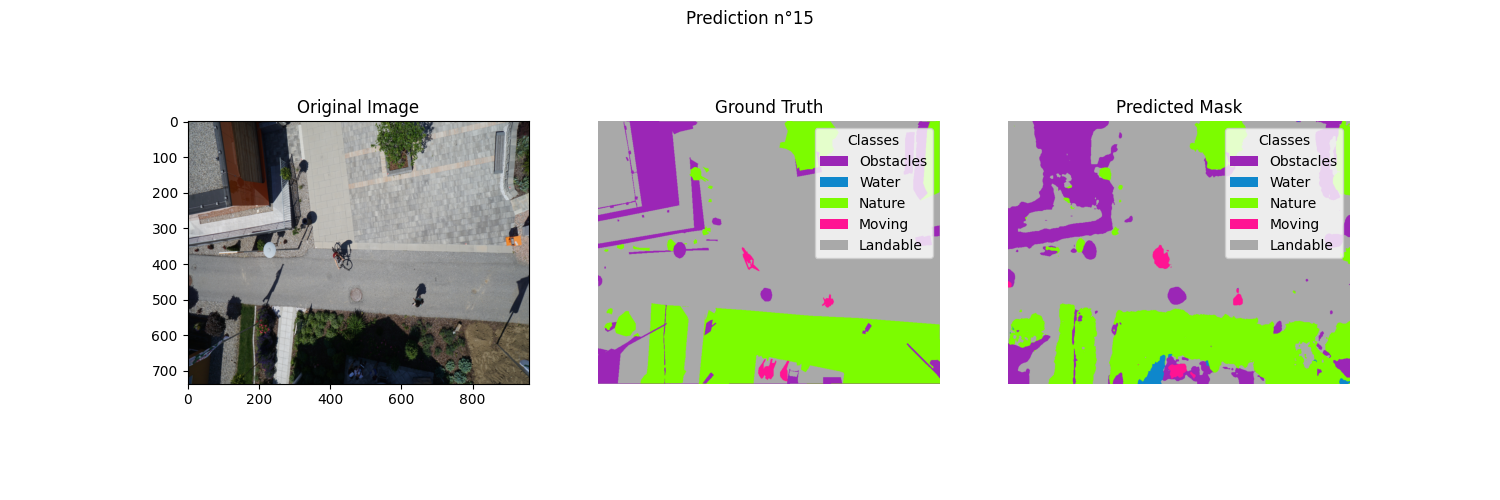 Prediction n°15
Original Image
0
100
200
300
400
500
600
700
0
200
400
600
800
Ground Truth
Classes
Obstacles
Water
Nature
Moving
Landable
Predicted Mask
Classes
Obstacles
Water
Nature
Moving
Landable